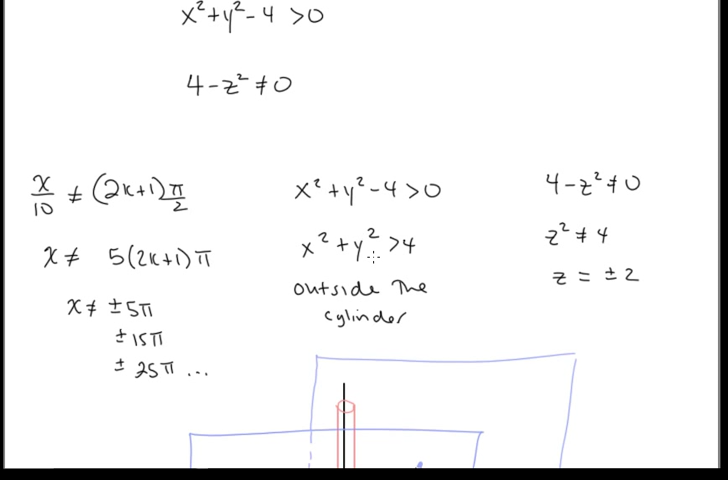 x²+y²-4 >0
4-z² ≠0
x/10 ≠ (2k+1)π/2
x ≠ 5(2k+1)π
x ≠ ±5π
±15π
± 25π ...
x²+y²-4>0
x²+y²>4
outside the
cylinder
4-z²≠0
z²≠4
z = ±2